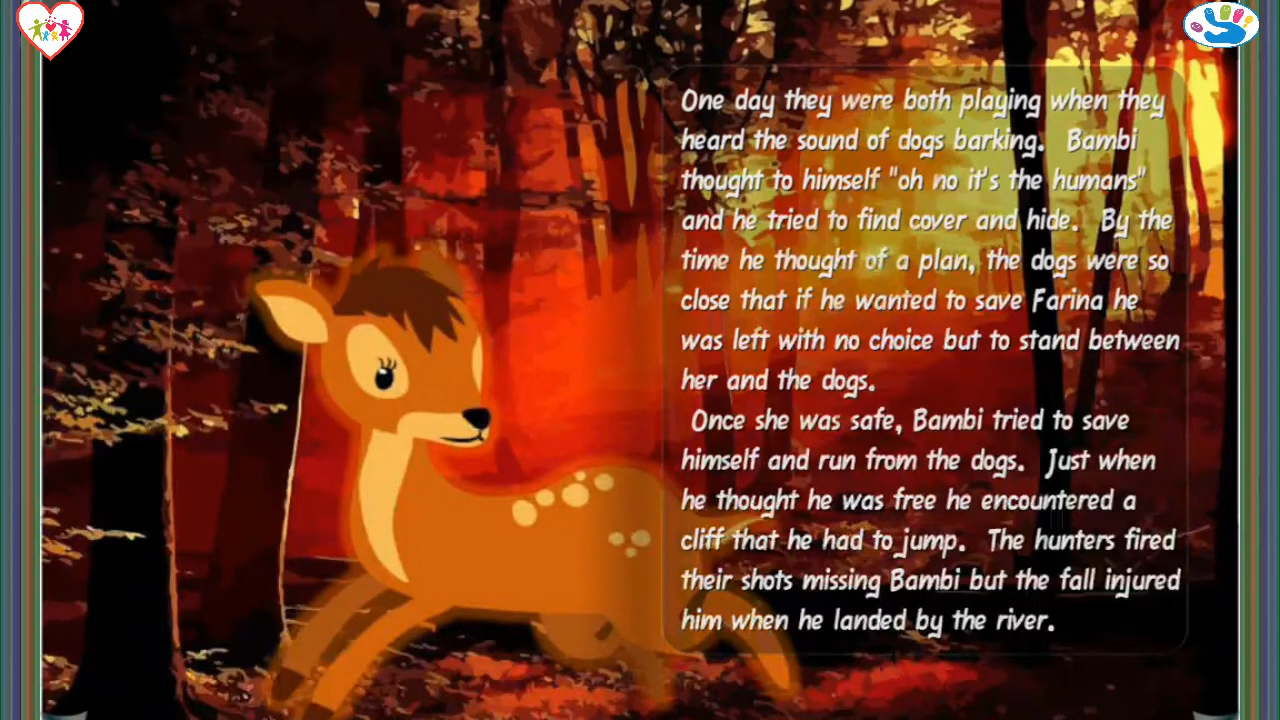 One day they were both playing when they
heard the sound of dogs barking. Bambi
thought to himself "oh no it's the humans"
and he tried to find cover and hide. By the
time he thought of a plan, the dogs were so
close that if he wanted to save Farina he
was left with no choice but to stand between
her and the dogs.
Once she was safe, Bambi tried to save
himself and run from the dogs. Just when
he thought he was free he encountered a
cliff that he had to jump. The hunters fired
their shots missing Bambi but the fall injured
him when he landed by the river.